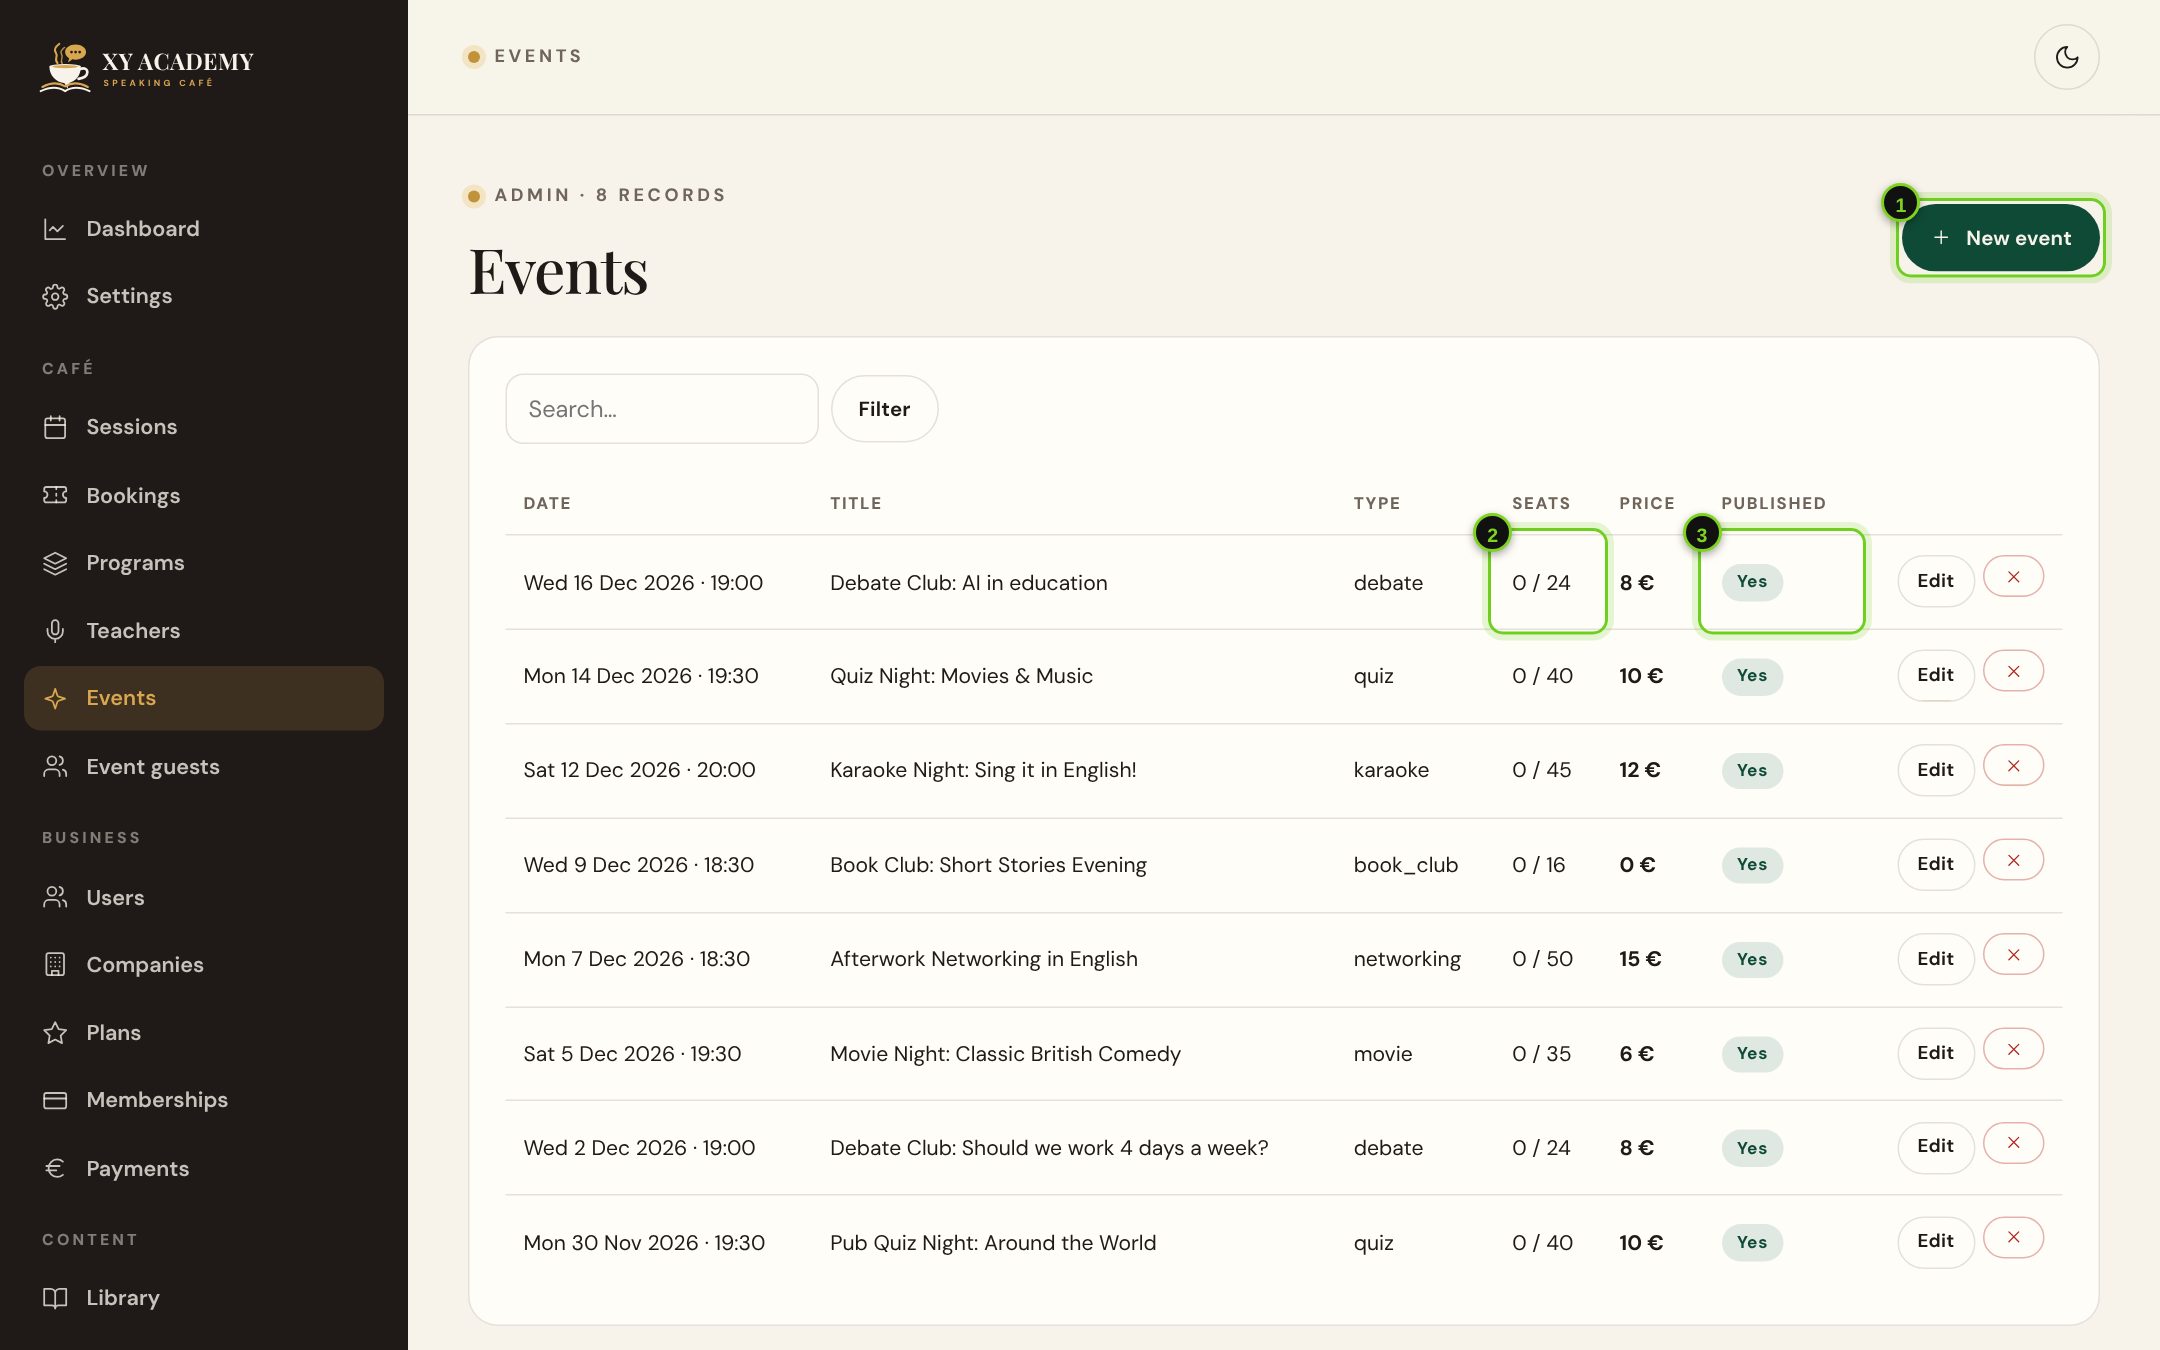 XY ACADEMY
SPEAKING CAFÉ
OVERVIEW
Dashboard
Settings
CAFÉ
Sessions
Bookings
Programs
Teachers
Events
Event guests
BUSINESS
Users
Companies
Plans
Memberships
Payments
CONTENT
Library
EVENTS
ADMIN · 8 RECORDS
Events
1
+ New event
Search...
Filter
DATE TITLE TYPE SEATS PRICE PUBLISHED
2 3
Wed 16 Dec 2026 · 19:00 Debate Club: AI in education debate 0 / 24 8 € Yes Edit ×
Mon 14 Dec 2026 · 19:30 Quiz Night: Movies & Music quiz 0 / 40 10 € Yes Edit ×
Sat 12 Dec 2026 · 20:00 Karaoke Night: Sing it in English! karaoke 0 / 45 12 € Yes Edit ×
Wed 9 Dec 2026 · 18:30 Book Club: Short Stories Evening book_club 0 / 16 0 € Yes Edit ×
Mon 7 Dec 2026 · 18:30 Afterwork Networking in English networking 0 / 50 15 € Yes Edit ×
Sat 5 Dec 2026 · 19:30 Movie Night: Classic British Comedy movie 0 / 35 6 € Yes Edit ×
Wed 2 Dec 2026 · 19:00 Debate Club: Should we work 4 days a week? debate 0 / 24 8 € Yes Edit ×
Mon 30 Nov 2026 · 19:30 Pub Quiz Night: Around the World quiz 0 / 40 10 € Yes Edit ×